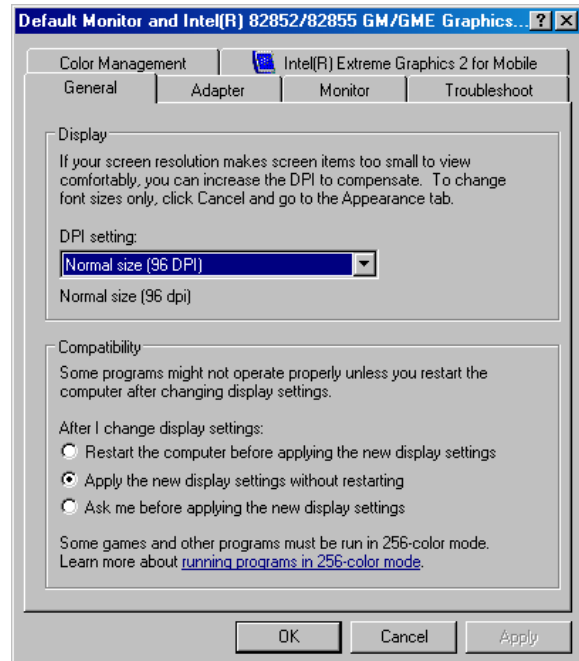 Default Monitor and Intel(R) 82852/82855 GM/GME Graphics...
Color Management
Intel(R) Extreme Graphics 2 for Mobile
General
Adapter
Monitor
Troubleshoot
Display
If your screen resolution makes screen items too small to view
comfortably, you can increase the DPI to compensate. To change
font sizes only, click Cancel and go to the Appearance tab.
DPI setting:
Normal size (96 DPI)
Normal size (96 dpi)
Compatibility
Some programs might not operate properly unless you restart the
computer after changing display settings.
After I change display settings:
Restart the computer before applying the new display settings
Apply the new display settings without restarting
Ask me before applying the new display settings
Some games and other programs must be run in 256-color mode.
Learn more about running programs in 256-color mode.
OK
Cancel
Apply